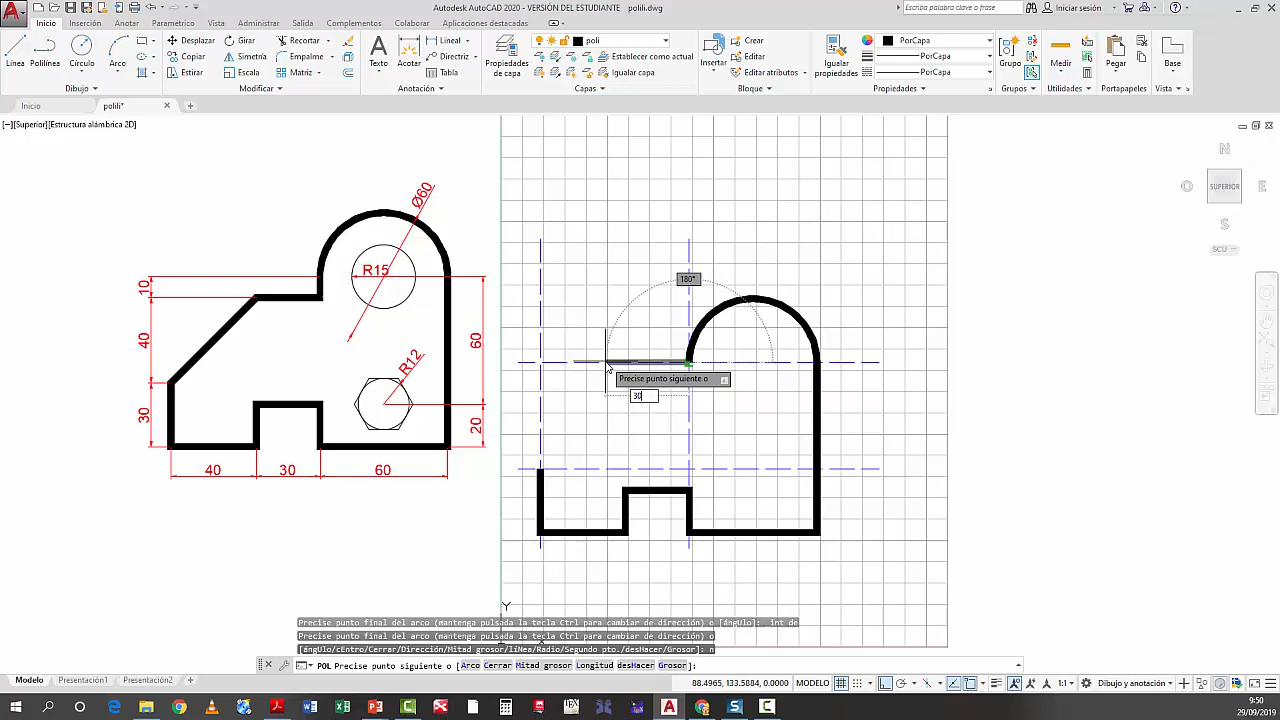 Después de AutoCAD 2020 - VERSIÓN DEL ESTUDIANTE polili.dwg
Escriba palabra clave o frase
Iniciar sesión
Inicio Inserción Anotar Paramétrico Vista Administrar Salida Complementos Colaborar Aplicaciones destacadas
Línea Polilínea Círculo Arco
Desplazar Girar Recortar
Copiar Simetría Empalme
Estirar Escala Matriz
Texto Acotar
Lineal
Directriz
Tabla
Propiedades de capa
poli
Establecer como actual
Igualar capa
Insertar
Crear
Editar
Editar atributos
Igualar propiedades
PorCapa
PorCapa
PorCapa
Grupo Medir Pegar Base
Dibujo Modificar Anotación Capas Bloque Propiedades Grupos Utilidades Portapapeles Vista
Inicio polili*
[−][Superior][Estructura alámbrica 2D]
N
O SUPERIOR E
S
SCU
Ø60
R15
10
40
60
R12
30
20
40 30 60
180°
Precise punto siguiente o
30
Y
Precise punto final del arco (mantenga pulsada la tecla Ctrl para cambiar de dirección) o [ángUlo]: _int de
Precise punto final del arco (mantenga pulsada la tecla Ctrl para cambiar de dirección) o
[ángUlo/cEntro/Cerrar/Dirección/Mitad grosor/líNea/Radio/Segundo pto./desHacer/Grosor]: n
POL Precise punto siguiente o [Arco Cerrar Mitad grosor Longitud desHacer Grosor]:
Modelo Presentación1 Presentación2
88.4965, 133.5884, 0.0000 MODELO
1:1
Dibujo y anotación
9:50
29/09/2019